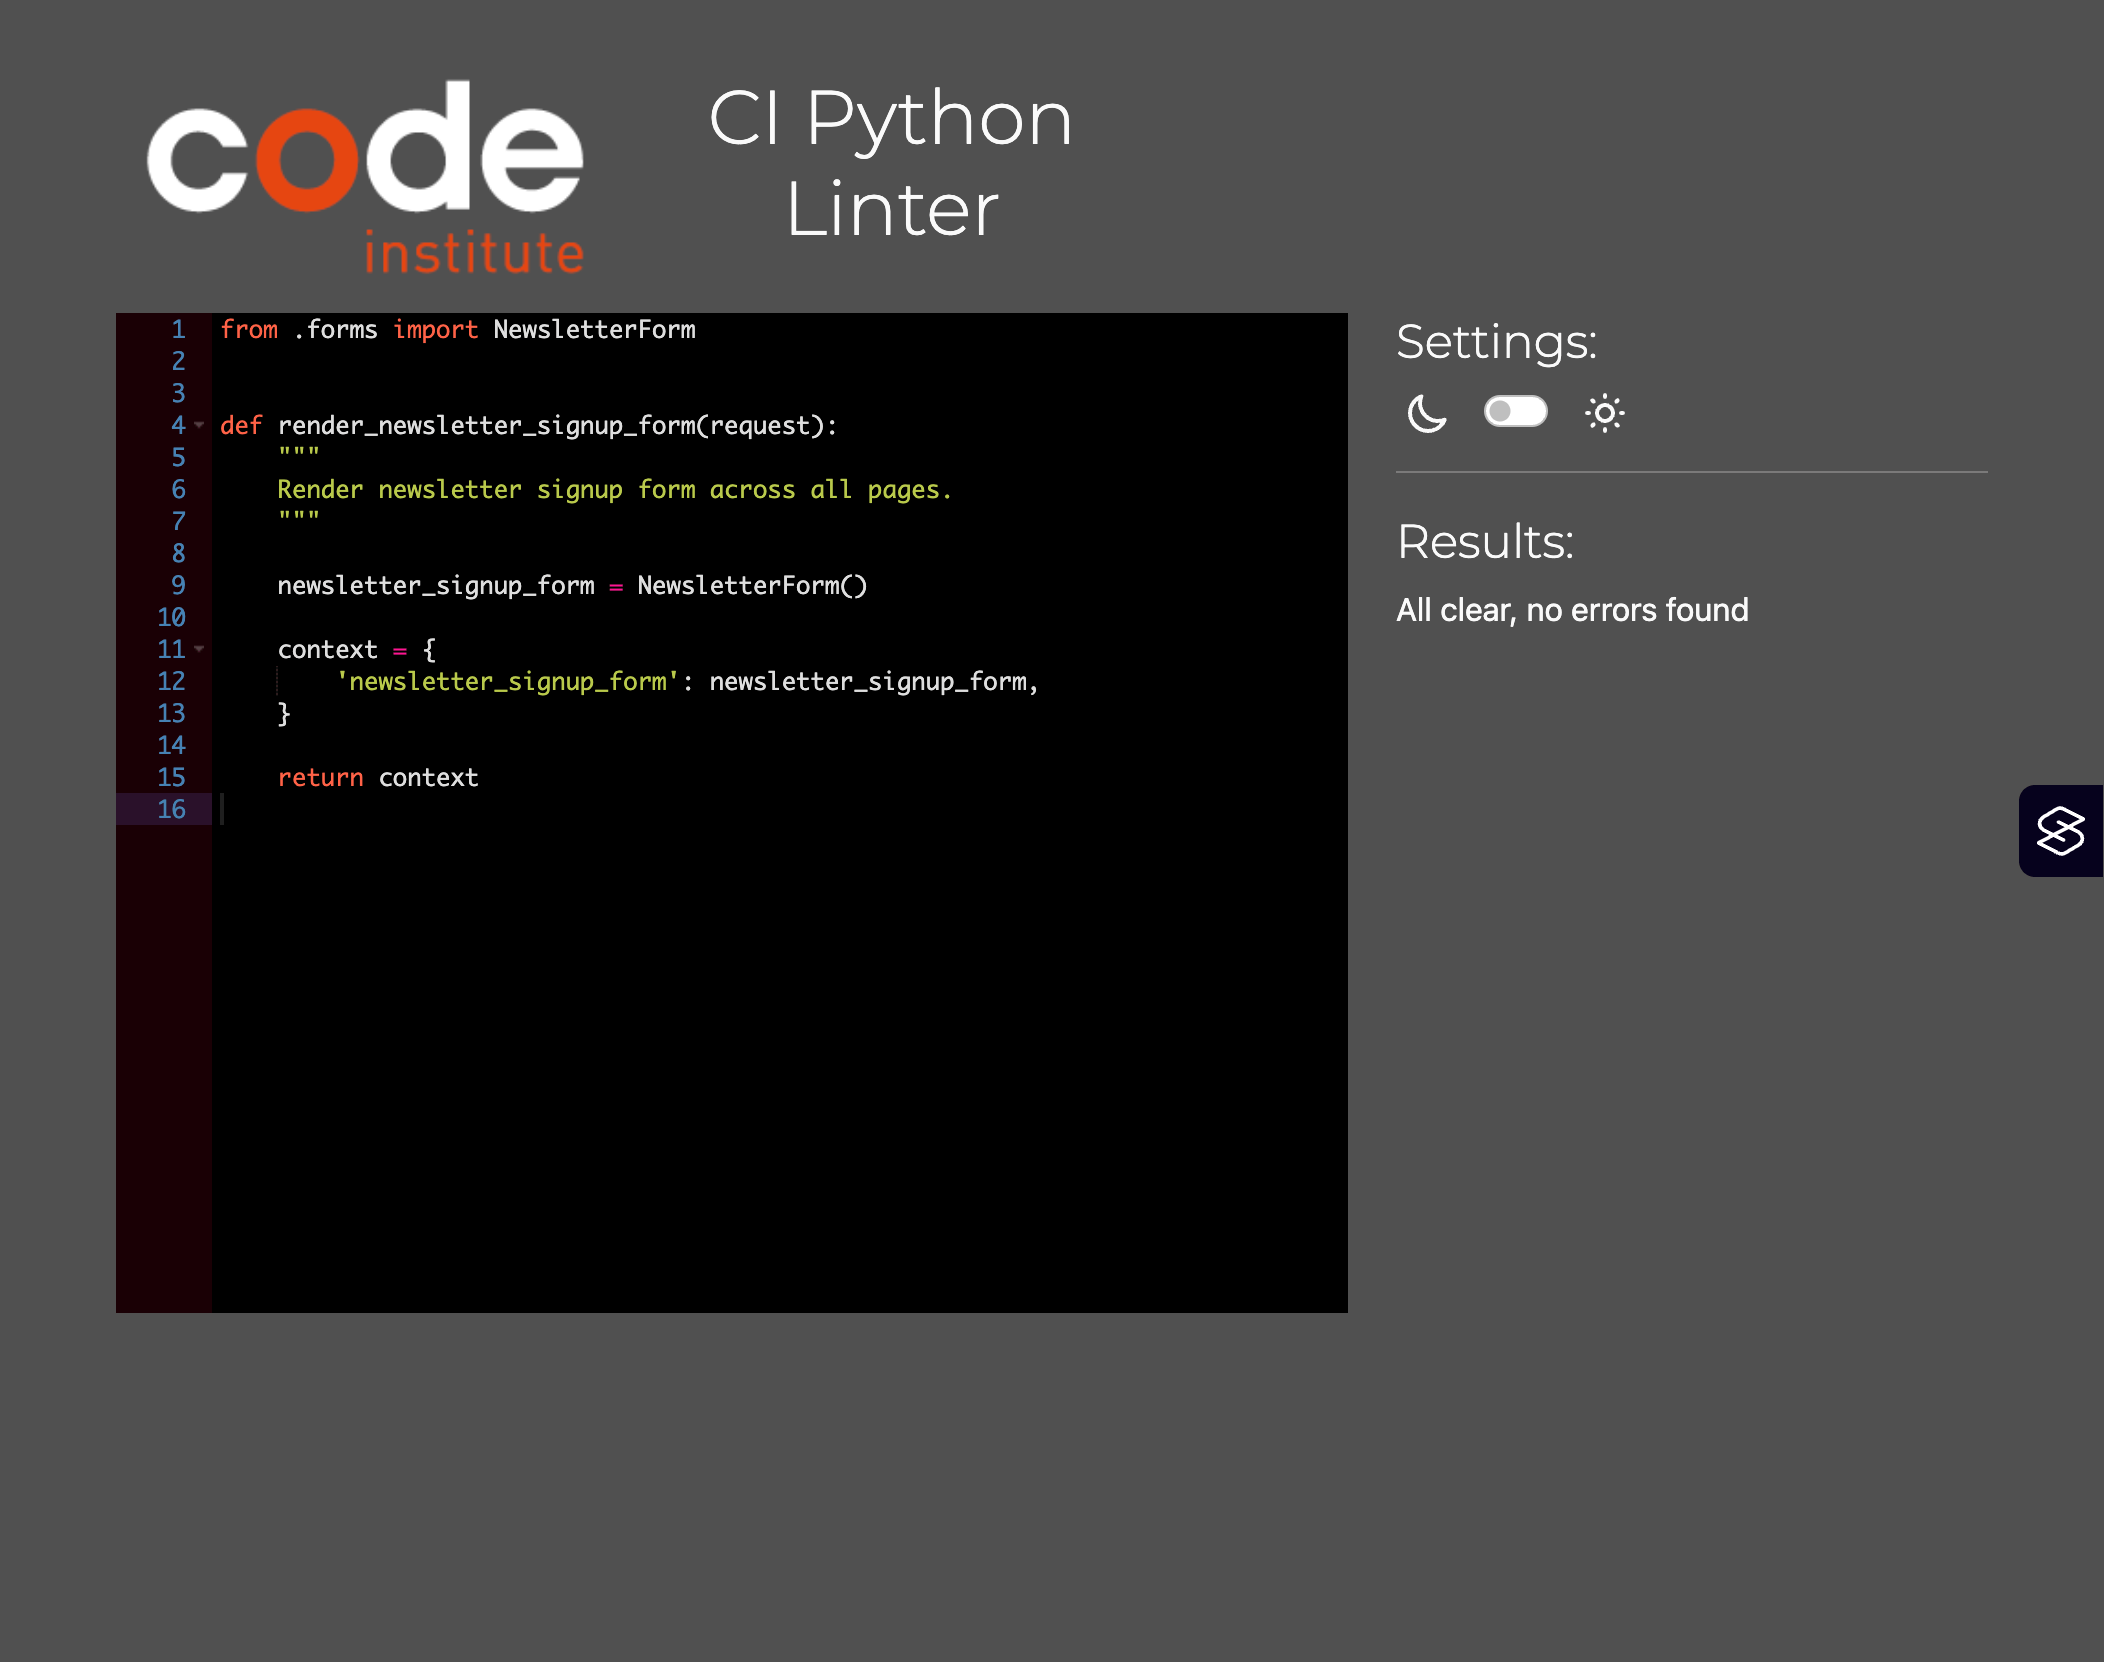 code
institute
CI Python
Linter
1 from .forms import NewsletterForm
2
3
4 def render_newsletter_signup_form(request):
5     """
6     Render newsletter signup form across all pages.
7     """
8
9     newsletter_signup_form = NewsletterForm()
10
11     context = {
12         'newsletter_signup_form': newsletter_signup_form,
13     }
14
15     return context
16
Settings:
Results:
All clear, no errors found